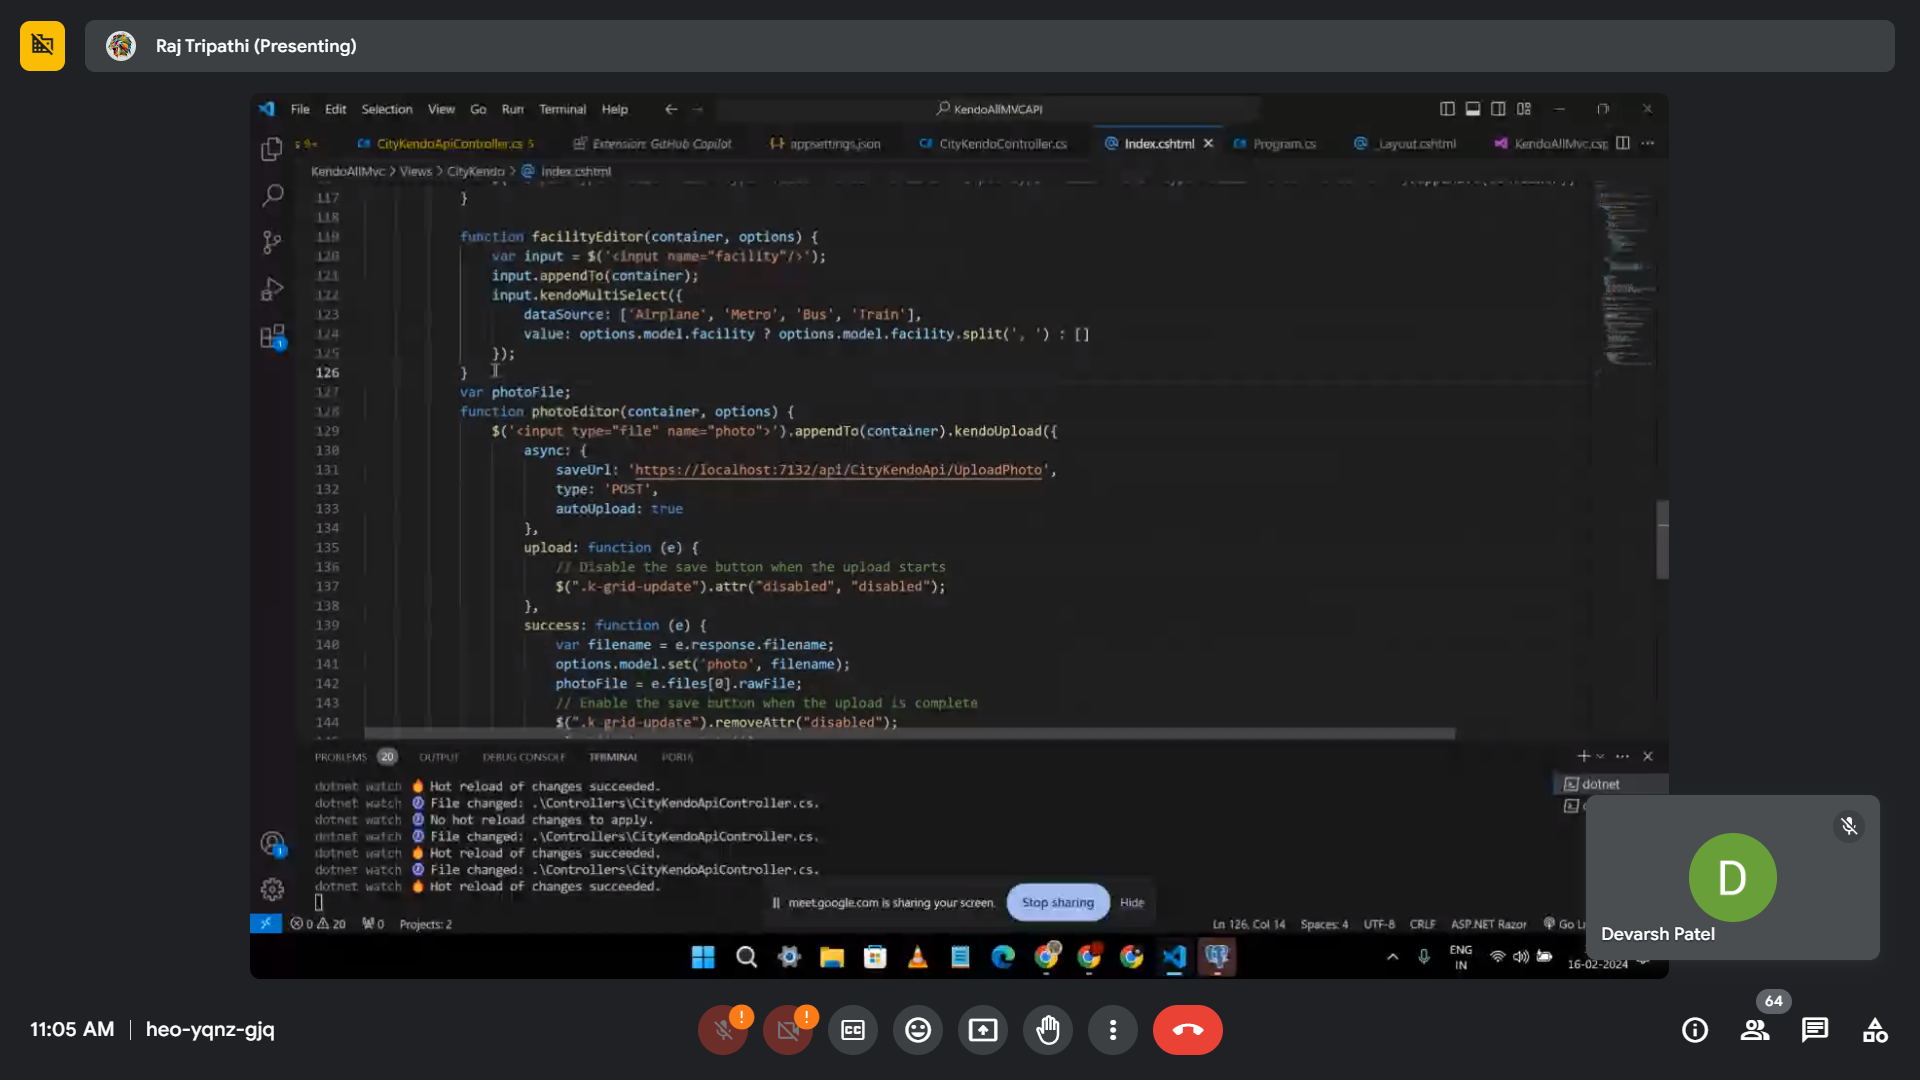 Raj Tripathi (Presenting)
File Edit Selection View Go Run Terminal Help
KendoAllMVCAPI
s 9+ CityKendoApiController.cs 5 Extension: GitHub Copilot appsettings.json CityKendoController.cs Index.cshtml Program.cs _Layout.cshtml KendoAllMvc.csp
KendoAllMvc > Views > CityKendo > Index.cshtml
117 }
118
119 function facilityEditor(container, options) {
120 var input = $('<input name="facility"/>');
121 input.appendTo(container);
122 input.kendoMultiSelect({
123 dataSource: ['Airplane', 'Metro', 'Bus', 'Train'],
124 value: options.model.facility ? options.model.facility.split(', ') : []
125 });
126 }
127 var photoFile;
128 function photoEditor(container, options) {
129 $('<input type="file" name="photo">').appendTo(container).kendoUpload({
130 async: {
131 saveUrl: 'https://localhost:7132/api/CityKendoApi/UploadPhoto',
132 type: 'POST',
133 autoUpload: true
134 },
135 upload: function (e) {
136 // Disable the save button when the upload starts
137 $(".k-grid-update").attr("disabled", "disabled");
138 },
139 success: function (e) {
140 var filename = e.response.filename;
141 options.model.set('photo', filename);
142 photoFile = e.files[0].rawFile;
143 // Enable the save button when the upload is complete
144 $(".k-grid-update").removeAttr("disabled");
PROBLEMS 20 OUTPUT DEBUG CONSOLE TERMINAL PORTS
dotnet watch Hot reload of changes succeeded.
dotnet watch File changed: .\Controllers\CityKendoApiController.cs.
dotnet watch No hot reload changes to apply.
dotnet watch File changed: .\Controllers\CityKendoApiController.cs.
dotnet watch Hot reload of changes succeeded.
dotnet watch File changed: .\Controllers\CityKendoApiController.cs.
dotnet watch Hot reload of changes succeeded.
dotnet
meet.google.com is sharing your screen. Stop sharing Hide
0 20 0 Projects: 2 Ln 126, Col 14 Spaces: 4 UTF-8 CRLF ASP.NET Razor Go Li
ENG
IN
16-02-2024
D
Devarsh Patel
64
11:05 AM | heo-yqnz-gjq